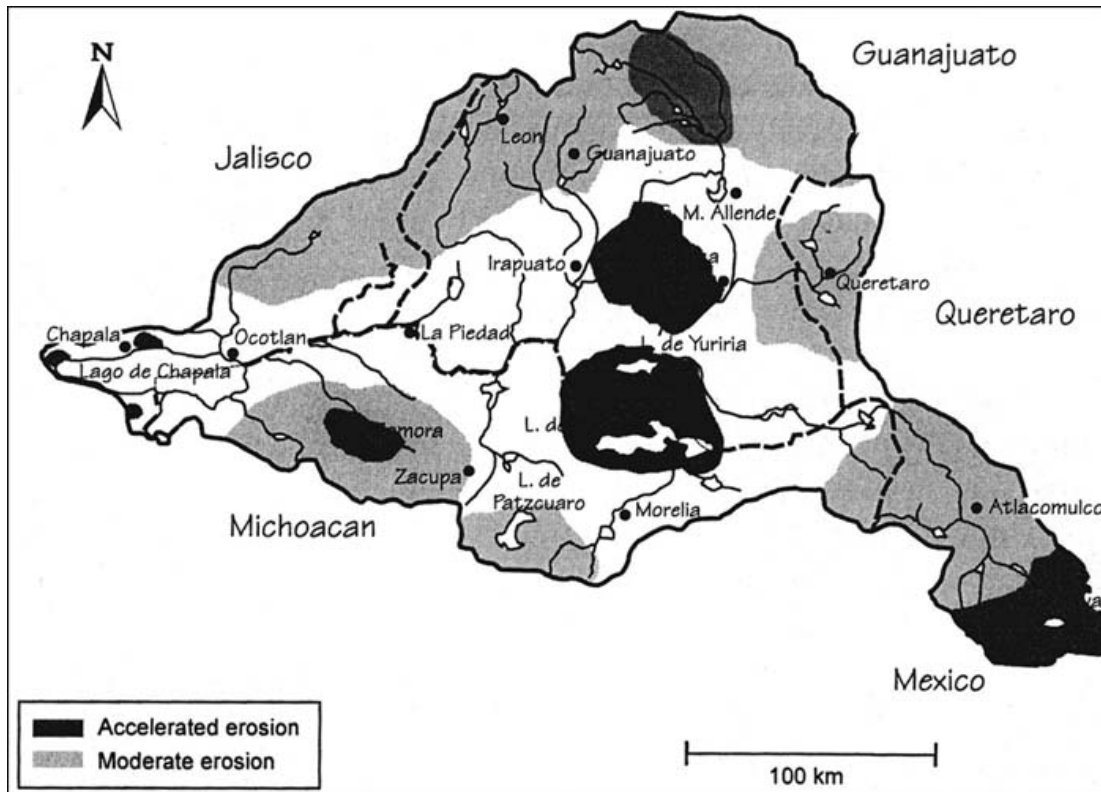 N
Guanajuato
Jalisco
Leon
Guanajuato
M. Allende
Irapuato
Queretaro
Queretaro
Chapala
Ocotlan
La Piedad
L. de Yuriria
Lago de Chapala
Zacupa
L. de
Patzcuaro
Morelia
Atlacomulco
Michoacan
Mexico
Accelerated erosion
Moderate erosion
100 km